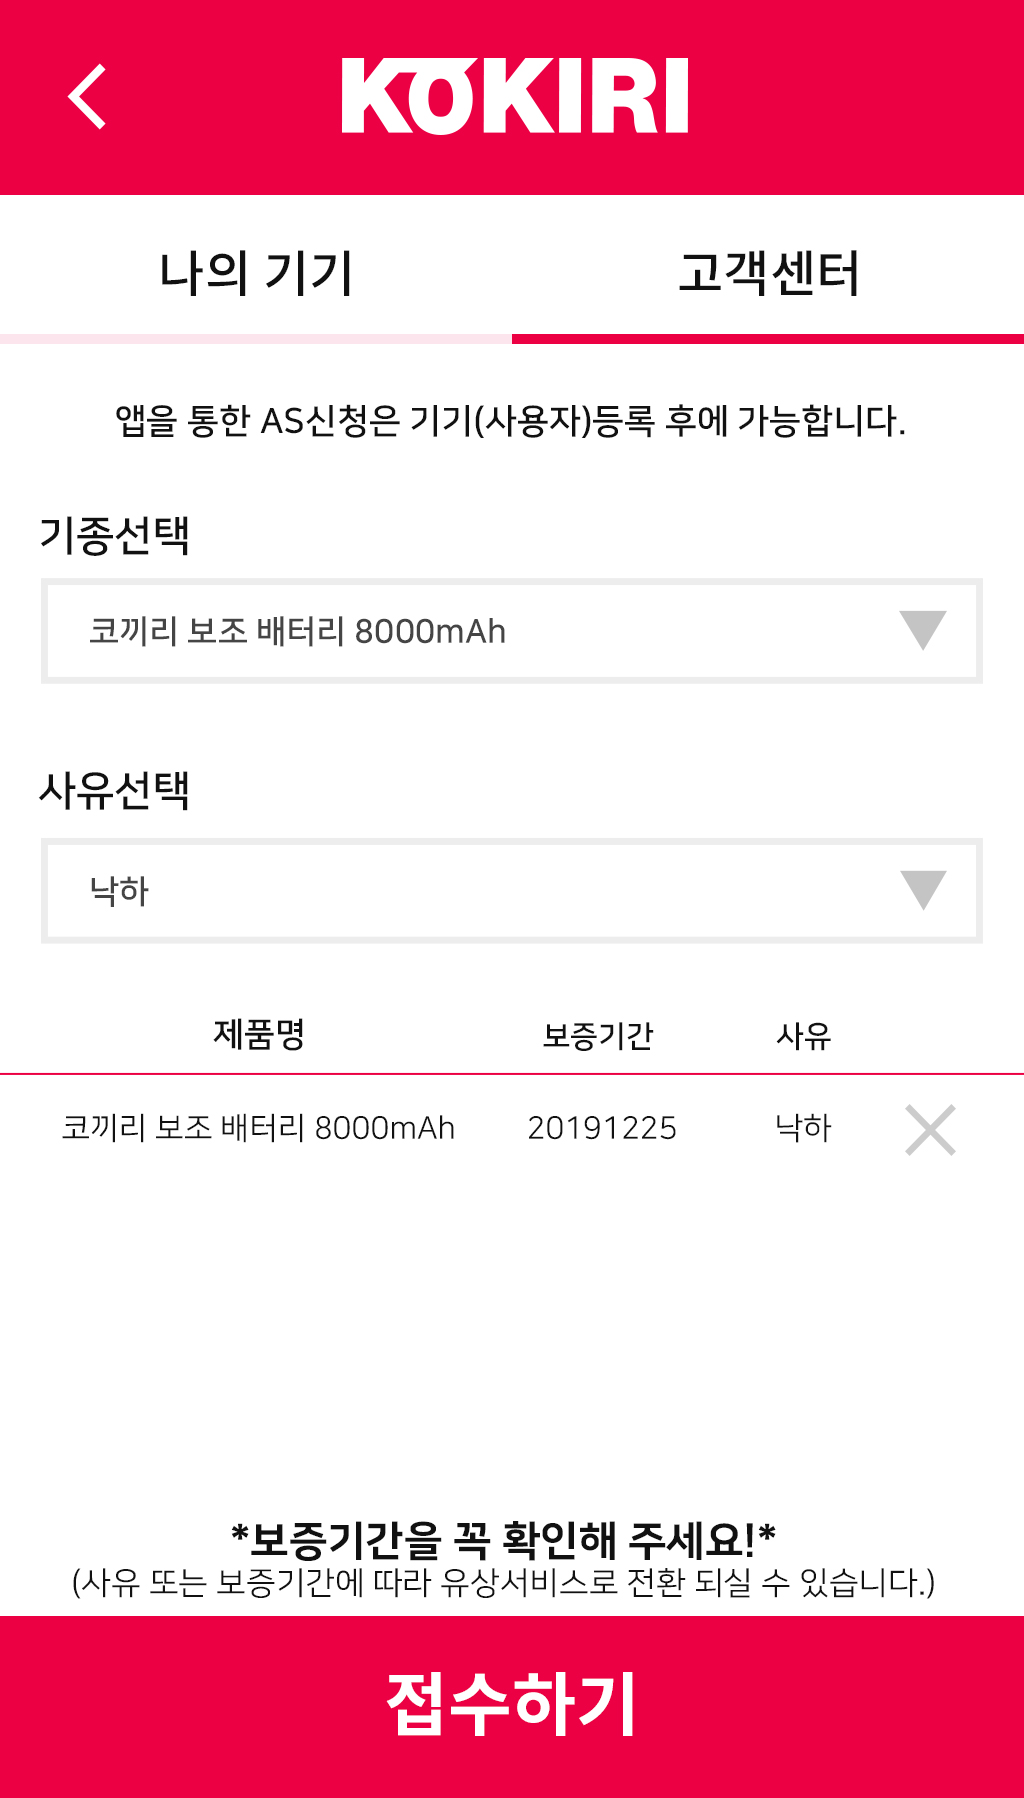 KOKIRI
나의 기기 고객센터
앱을 통한 AS신청은 기기(사용자)등록 후에 가능합니다.
기종선택
코끼리 보조 배터리 8000mAh
사유선택
낙하
제품명 보증기간 사유
코끼리 보조 배터리 8000mAh 20191225 낙하
*보증기간을 꼭 확인해 주세요!*
(사유 또는 보증기간에 따라 유상서비스로 전환 되실 수 있습니다.)
접수하기